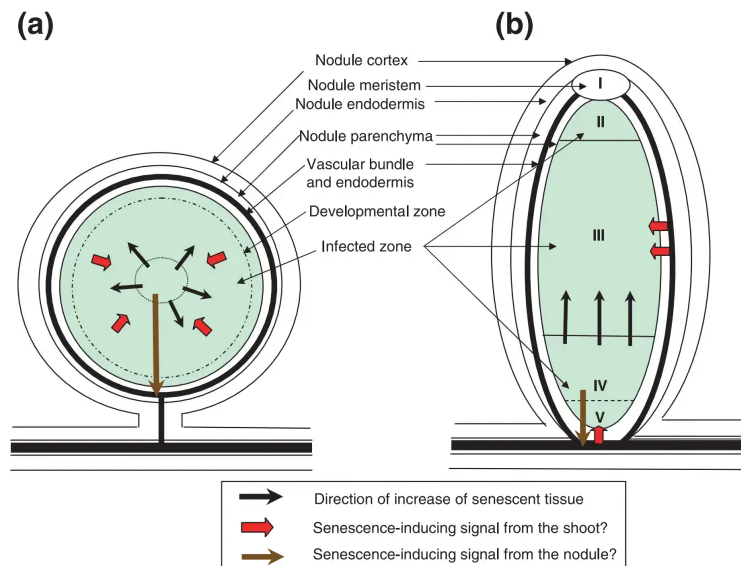 (a)
(b)
Nodule cortex
Nodule meristem
Nodule endodermis
Nodule parenchyma
Vascular bundle
and endodermis
Developmental zone
Infected zone
I
II
III
IV
V
Direction of increase of senescent tissue
Senescence-inducing signal from the shoot?
Senescence-inducing signal from the nodule?